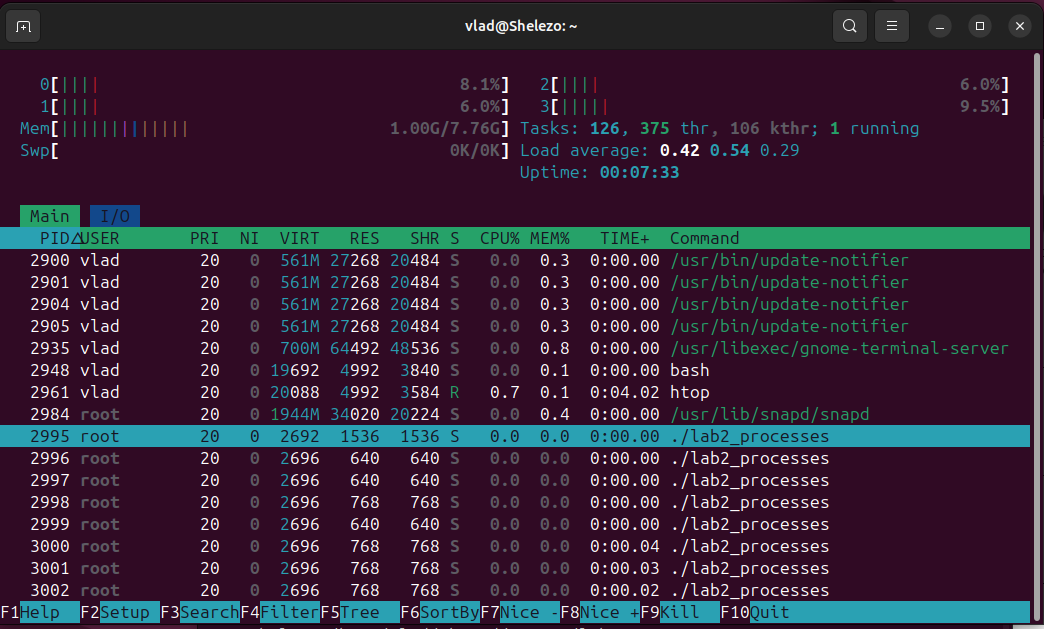 vlad@Shelezo: ~
0[|||| 8.1%] 2[|||| 6.0%]
1[|||| 6.0%] 3[||||| 9.5%]
Mem[||||||||||||| 1.00G/7.76G] Tasks: 126, 375 thr, 106 kthr; 1 running
Swp[ 0K/0K] Load average: 0.42 0.54 0.29
Uptime: 00:07:33
Main I/O
PID△USER PRI NI VIRT RES SHR S CPU% MEM% TIME+ Command
2900 vlad 20 0 561M 27268 20484 S 0.0 0.3 0:00.00 /usr/bin/update-notifier
2901 vlad 20 0 561M 27268 20484 S 0.0 0.3 0:00.00 /usr/bin/update-notifier
2904 vlad 20 0 561M 27268 20484 S 0.0 0.3 0:00.00 /usr/bin/update-notifier
2905 vlad 20 0 561M 27268 20484 S 0.0 0.3 0:00.00 /usr/bin/update-notifier
2935 vlad 20 0 700M 64492 48536 S 0.0 0.8 0:00.00 /usr/libexec/gnome-terminal-server
2948 vlad 20 0 19692 4992 3840 S 0.0 0.1 0:00.00 bash
2961 vlad 20 0 20088 4992 3584 R 0.7 0.1 0:04.02 htop
2984 root 20 0 1944M 34020 20224 S 0.0 0.4 0:00.00 /usr/lib/snapd/snapd
2995 root 20 0 2692 1536 1536 S 0.0 0.0 0:00.00 ./lab2_processes
2996 root 20 0 2696 640 640 S 0.0 0.0 0:00.00 ./lab2_processes
2997 root 20 0 2696 640 640 S 0.0 0.0 0:00.00 ./lab2_processes
2998 root 20 0 2696 768 768 S 0.0 0.0 0:00.00 ./lab2_processes
2999 root 20 0 2696 640 640 S 0.0 0.0 0:00.00 ./lab2_processes
3000 root 20 0 2696 768 768 S 0.0 0.0 0:00.04 ./lab2_processes
3001 root 20 0 2696 768 768 S 0.0 0.0 0:00.03 ./lab2_processes
3002 root 20 0 2696 768 768 S 0.0 0.0 0:00.02 ./lab2_processes
F1Help F2Setup F3SearchF4FilterF5Tree F6SortByF7Nice -F8Nice +F9Kill F10Quit